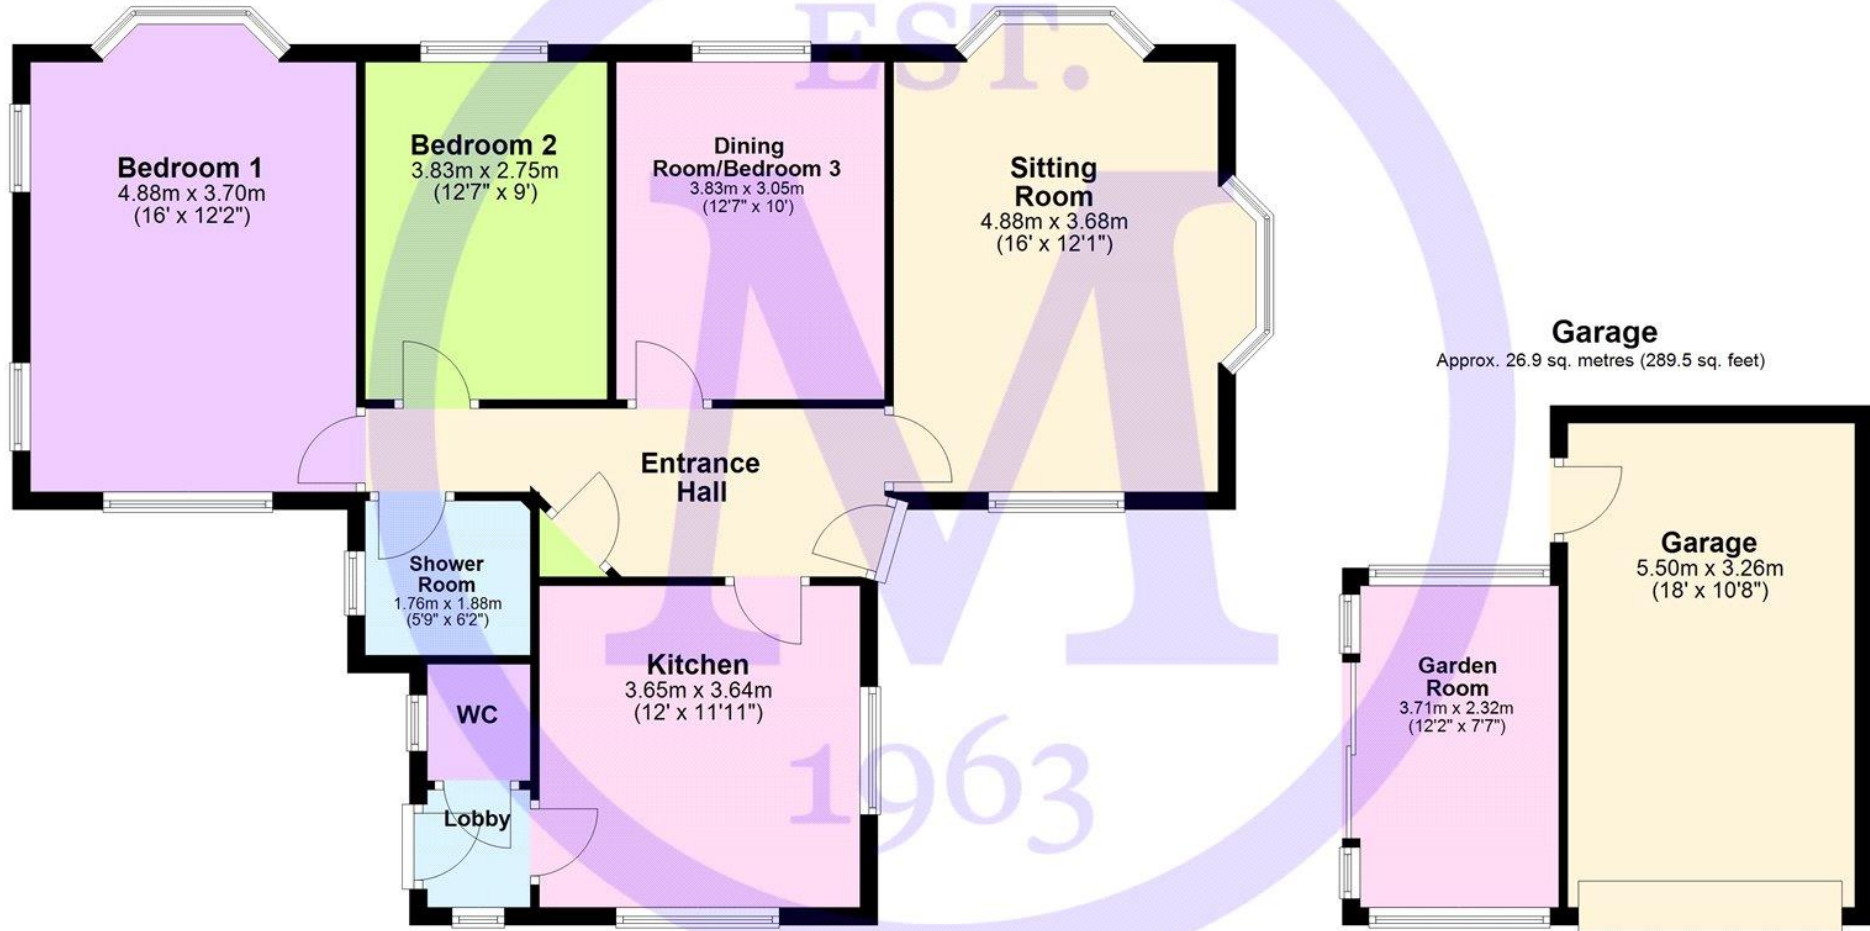 EST.
Bedroom 1
4.88m x 3.70m
(16' x 12'2")
Bedroom 2
3.83m x 2.75m
(12'7" x 9')
Dining
Room/Bedroom 3
3.83m x 3.05m
(12'7" x 10')
Sitting
Room
4.88m x 3.68m
(16' x 12'1")
Garage
Approx. 26.9 sq. metres (289.5 sq. feet)
Entrance
Hall
M
Shower
Room
1.76m x 1.88m
(5'9" x 6'2")
Kitchen
3.65m x 3.64m
(12' x 11'11")
WC
Lobby
1963
Garage
5.50m x 3.26m
(18' x 10'8")
Garden
Room
3.71m x 2.32m
(12'2" x 7'7")